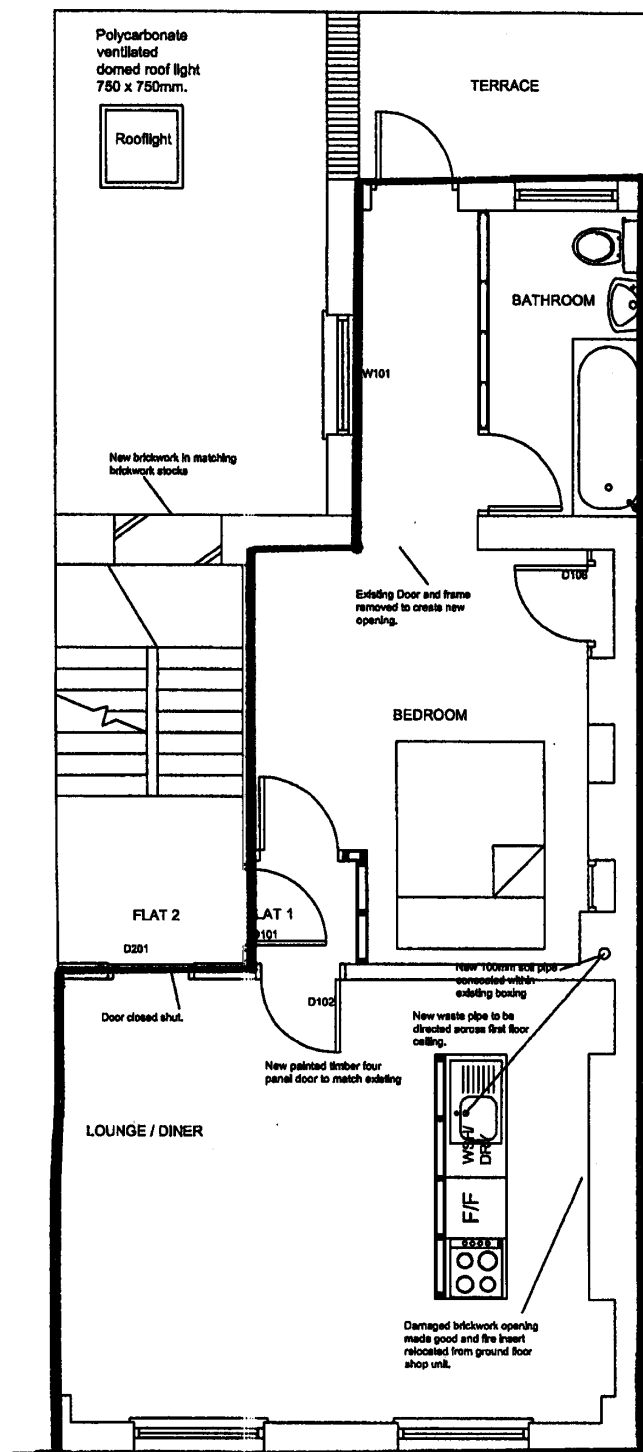 Polycarbonate
ventilated
domed roof light
750 x 750mm.
Rooflight
TERRACE
BATHROOM
W101
New brickwork in matching
brickwork stocks
Existing Door and frame
removed to create new
opening.
D106
BEDROOM
FLAT 2
LAT 1
D101
D201
Door closed shut.
D102
New 100mm soil pipe
concealed within
existing boxing
New waste pipe to be
directed across first floor
ceiling.
New painted timber four
panel door to match existing
LOUNGE / DINER
WSH/
DRY
F/F
Damaged brickwork opening
made good and fire insert
relocated from ground floor
shop unit.